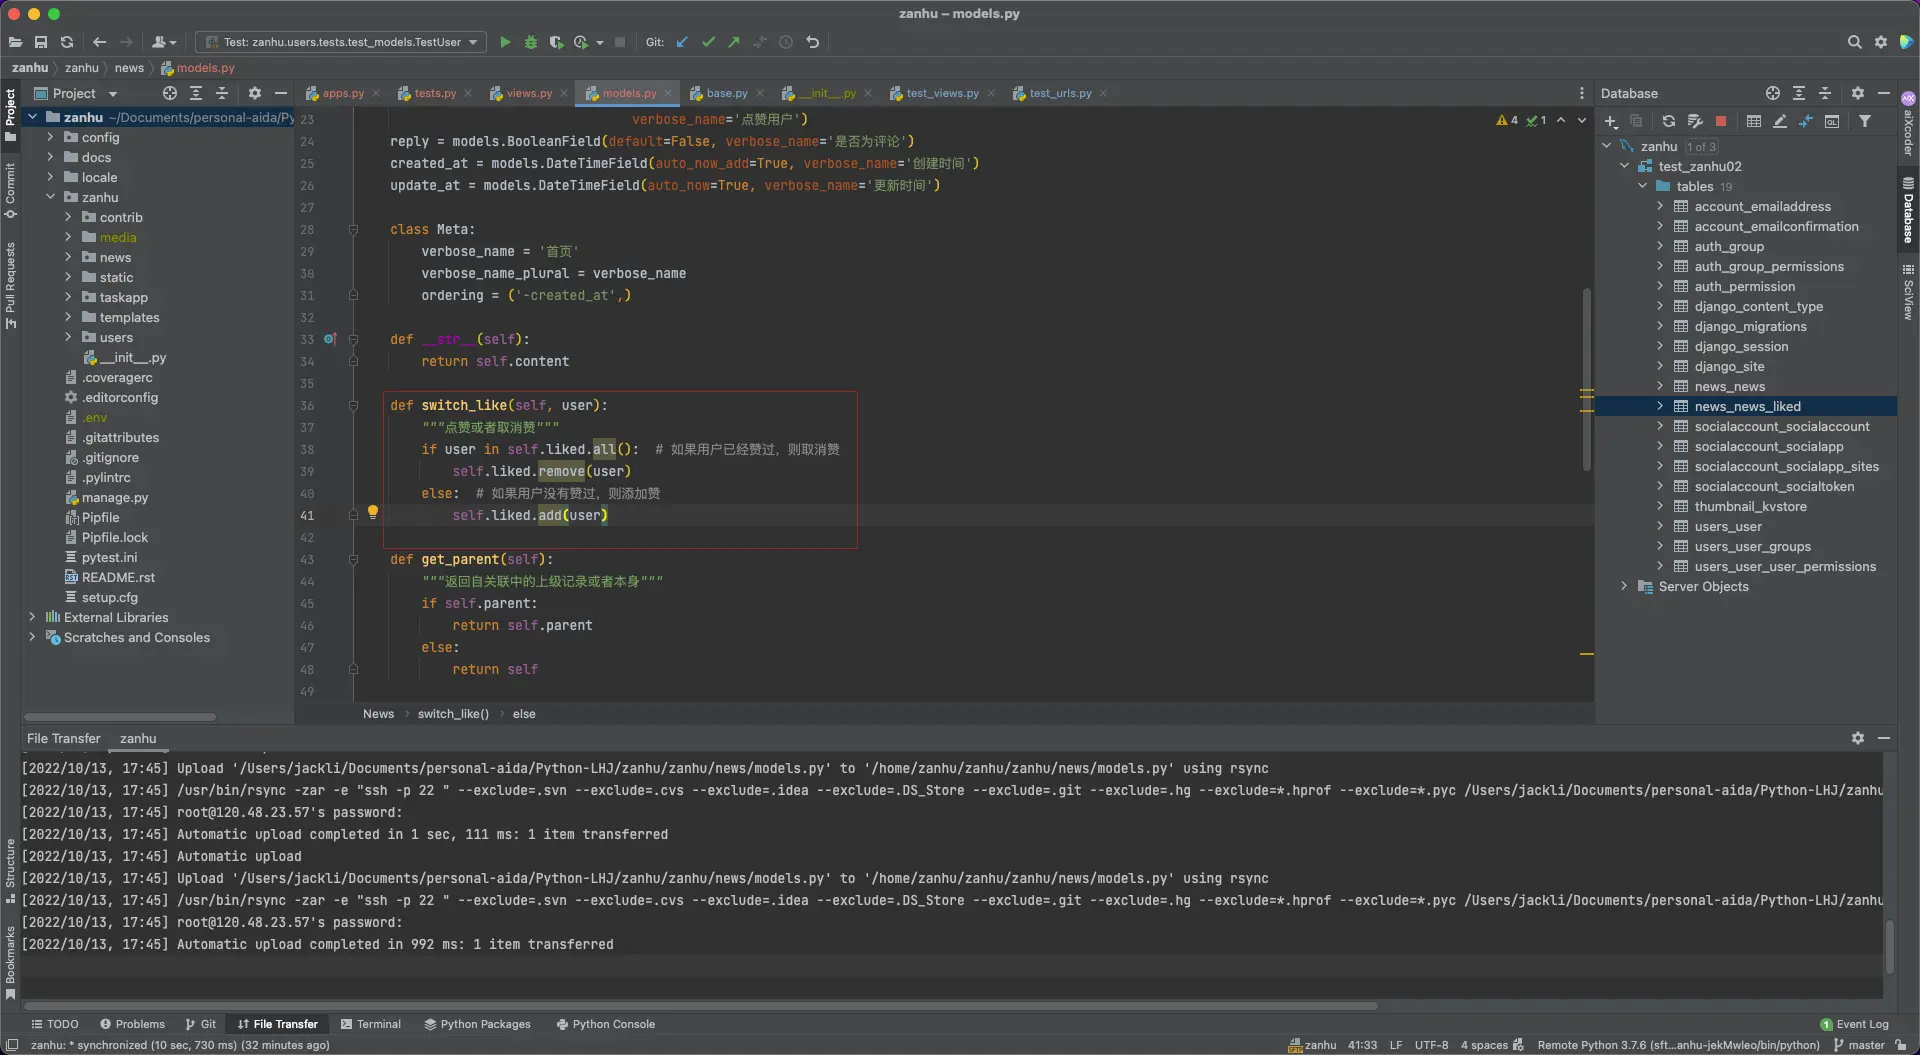 zanhu – models.py
Test: zanhu.users.tests.test_models.TestUser
Git:
zanhu zanhu news models.py
Project
apps.py tests.py views.py models.py base.py __init__.py test_views.py test_urls.py
Database
Project
Commit
Pull Requests
Structure
Bookmarks
zanhu ~/Documents/personal-aida/Py
config
docs
locale
zanhu
contrib
media
news
static
taskapp
templates
users
__init__.py
.coveragerc
.editorconfig
.env
.gitattributes
.gitignore
.pylintrc
manage.py
Pipfile
Pipfile.lock
pytest.ini
README.rst
setup.cfg
External Libraries
Scratches and Consoles
4 1
23 verbose_name='点赞用户')
24 reply = models.BooleanField(default=False, verbose_name='是否为评论')
25 created_at = models.DateTimeField(auto_now_add=True, verbose_name='创建时间')
26 update_at = models.DateTimeField(auto_now=True, verbose_name='更新时间')
27
28 class Meta:
29 verbose_name = '首页'
30 verbose_name_plural = verbose_name
31 ordering = ('-created_at',)
32
33 def __str__(self):
34 return self.content
35
36 def switch_like(self, user):
37 """点赞或者取消赞"""
38 if user in self.liked.all():  # 如果用户已经赞过，则取消赞
39 self.liked.remove(user)
40 else:  # 如果用户没有赞过，则添加赞
41 self.liked.add(user)
42
43 def get_parent(self):
44 """返回自关联中的上级记录或者本身"""
45 if self.parent:
46 return self.parent
47 else:
48 return self
49
News switch_like() else
zanhu 1 of 3
test_zanhu02
tables 19
account_emailaddress
account_emailconfirmation
auth_group
auth_group_permissions
auth_permission
django_content_type
django_migrations
django_session
django_site
news_news
news_news_liked
socialaccount_socialaccount
socialaccount_socialapp
socialaccount_socialapp_sites
socialaccount_socialtoken
thumbnail_kvstore
users_user
users_user_groups
users_user_user_permissions
Server Objects
aiXcoder
Database
SciView
File Transfer zanhu
[2022/10/13, 17:45] Upload '/Users/jackli/Documents/personal-aida/Python-LHJ/zanhu/zanhu/news/models.py' to '/home/zanhu/zanhu/zanhu/news/models.py' using rsync
[2022/10/13, 17:45] /usr/bin/rsync -zar -e "ssh -p 22 " --exclude=.svn --exclude=.cvs --exclude=.idea --exclude=.DS_Store --exclude=.git --exclude=.hg --exclude=*.hprof --exclude=*.pyc /Users/jackli/Documents/personal-aida/Python-LHJ/zanhu
[2022/10/13, 17:45] root@120.48.23.57's password:
[2022/10/13, 17:45] Automatic upload completed in 1 sec, 111 ms: 1 item transferred
[2022/10/13, 17:45] Automatic upload
[2022/10/13, 17:45] Upload '/Users/jackli/Documents/personal-aida/Python-LHJ/zanhu/zanhu/news/models.py' to '/home/zanhu/zanhu/zanhu/news/models.py' using rsync
[2022/10/13, 17:45] /usr/bin/rsync -zar -e "ssh -p 22 " --exclude=.svn --exclude=.cvs --exclude=.idea --exclude=.DS_Store --exclude=.git --exclude=.hg --exclude=*.hprof --exclude=*.pyc /Users/jackli/Documents/personal-aida/Python-LHJ/zanhu
[2022/10/13, 17:45] root@120.48.23.57's password:
[2022/10/13, 17:45] Automatic upload completed in 992 ms: 1 item transferred
TODO Problems Git File Transfer Terminal Python Packages Python Console 1 Event Log
zanhu: * synchronized (10 sec, 730 ms) (32 minutes ago) zanhu 41:33 LF UTF-8 4 spaces Remote Python 3.7.6 (sft...anhu-jekMwleo/bin/python) master